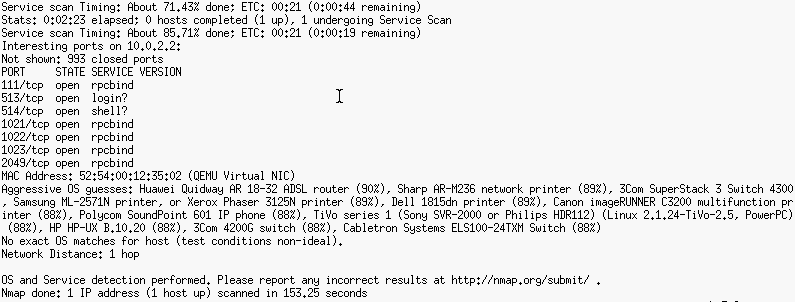 Service scan Timing: About 71.43% done; ETC: 00:21 (0:00:44 remaining)
Stats: 0:02:23 elapsed; 0 hosts completed (1 up), 1 undergoing Service Scan
Service scan Timing: About 85.71% done; ETC: 00:21 (0:00:19 remaining)
Interesting ports on 10.0.2.2:
Not shown: 993 closed ports
PORT     STATE SERVICE VERSION
111/tcp  open  rpcbind
513/tcp  open  login?
514/tcp  open  shell?
1021/tcp open  rpcbind
1022/tcp open  rpcbind
1023/tcp open  rpcbind
2049/tcp open  rpcbind
MAC Address: 52:54:00:12:35:02 (QEMU Virtual NIC)
Aggressive OS guesses: Huawei Quidway AR 18-32 ADSL router (90%), Sharp AR-M236 network printer (89%), 3Com SuperStack 3 Switch 4300
, Samsung ML-2571N printer, or Xerox Phaser 3125N printer (89%), Dell 1815dn printer (89%), Canon imageRUNNER C3200 multifunction pr
inter (88%), Polycom SoundPoint 601 IP phone (88%), TiVo series 1 (Sony SVR-2000 or Philips HDR112) (Linux 2.1.24-TiVo-2.5, PowerPC)
 (88%), HP HP-UX B.10.20 (88%), 3Com 4200G switch (88%), Cabletron Systems ELS100-24TXM Switch (88%)
No exact OS matches for host (test conditions non-ideal).
Network Distance: 1 hop

OS and Service detection performed. Please report any incorrect results at http://nmap.org/submit/ .
Nmap done: 1 IP address (1 host up) scanned in 153.25 seconds